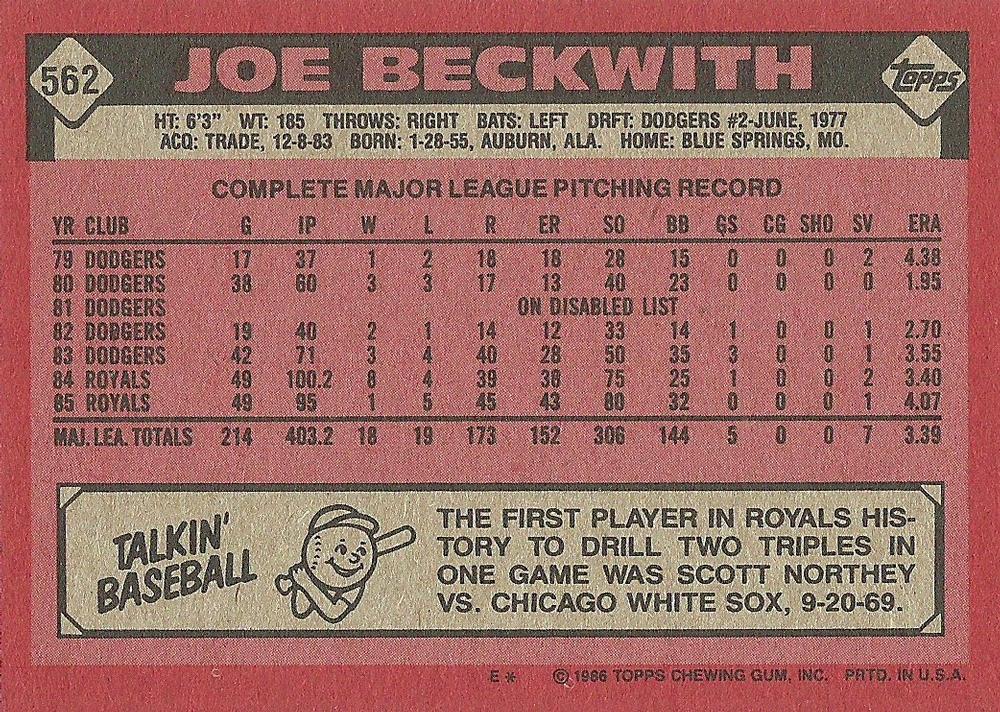 562 JOE BECKWITH TOPPS
HT: 6'3" WT: 185 THROWS: RIGHT BATS: LEFT DRFT: DODGERS #2-JUNE, 1977
ACQ: TRADE, 12-8-83 BORN: 1-28-55, AUBURN, ALA. HOME: BLUE SPRINGS, MO.
COMPLETE MAJOR LEAGUE PITCHING RECORD
YR CLUB G IP W L R ER SO BB GS CG SHO SV ERA
79 DODGERS 17 37 1 2 18 18 28 15 0 0 0 2 4.38
80 DODGERS 38 60 3 3 17 13 40 23 0 0 0 0 1.95
81 DODGERS ON DISABLED LIST
82 DODGERS 19 40 2 1 14 12 33 14 1 0 0 1 2.70
83 DODGERS 42 71 3 4 40 28 50 35 3 0 0 1 3.55
84 ROYALS 49 100.2 8 4 39 38 75 25 1 0 0 2 3.40
85 ROYALS 49 95 1 5 45 43 80 32 0 0 0 1 4.07
MAJ. LEA. TOTALS 214 403.2 18 19 173 152 306 144 5 0 0 7 3.39
TALKIN'
BASEBALL
THE FIRST PLAYER IN ROYALS HIS-
TORY TO DRILL TWO TRIPLES IN
ONE GAME WAS SCOTT NORTHEY
VS. CHICAGO WHITE SOX, 9-20-69.
E* © 1986 TOPPS CHEWING GUM, INC. PRTD. IN U.S.A.